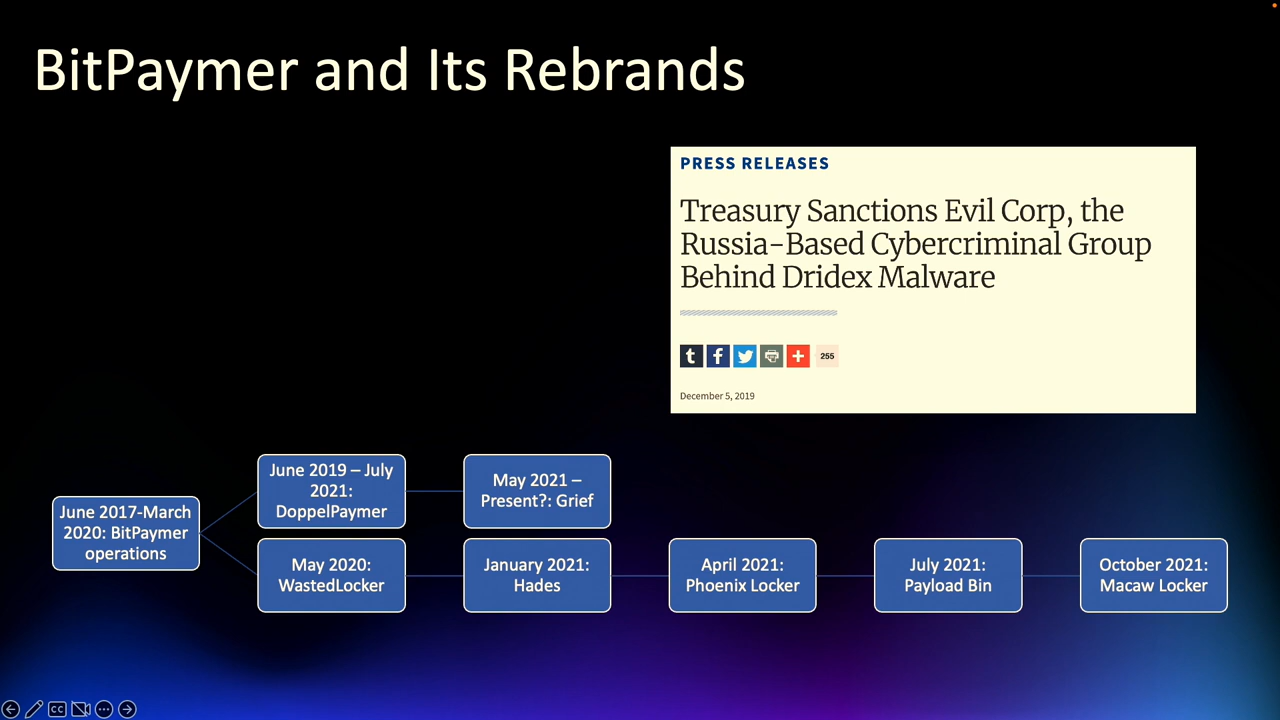 BitPaymer and Its Rebrands
PRESS RELEASES
Treasury Sanctions Evil Corp, the
Russia-Based Cybercriminal Group
Behind Dridex Malware
255
December 5, 2019
June 2017-March
2020: BitPaymer
operations
June 2019 – July
2021:
DoppelPaymer
May 2021 –
Present?: Grief
May 2020:
WastedLocker
January 2021:
Hades
April 2021:
Phoenix Locker
July 2021:
Payload Bin
October 2021:
Macaw Locker
CC